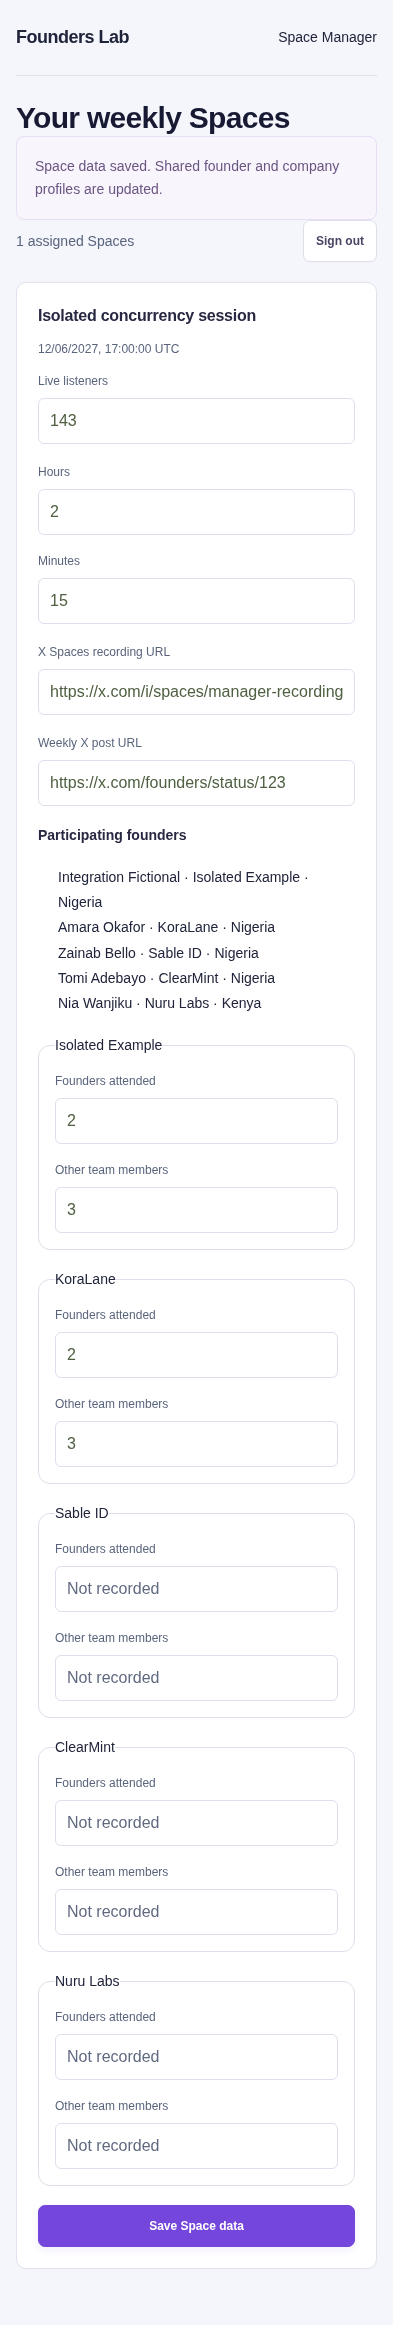 Founders Lab
Space Manager
Your weekly Spaces
Space data saved. Shared founder and company
profiles are updated.
1 assigned Spaces
Sign out
Isolated concurrency session
12/06/2027, 17:00:00 UTC
Live listeners
143
Hours
2
Minutes
15
X Spaces recording URL
https://x.com/i/spaces/manager-recording
Weekly X post URL
https://x.com/founders/status/123
Participating founders
Integration Fictional · Isolated Example ·
Nigeria
Amara Okafor · KoraLane · Nigeria
Zainab Bello · Sable ID · Nigeria
Tomi Adebayo · ClearMint · Nigeria
Nia Wanjiku · Nuru Labs · Kenya
Isolated Example
Founders attended
2
Other team members
3
KoraLane
Founders attended
2
Other team members
3
Sable ID
Founders attended
Not recorded
Other team members
Not recorded
ClearMint
Founders attended
Not recorded
Other team members
Not recorded
Nuru Labs
Founders attended
Not recorded
Other team members
Not recorded
Save Space data